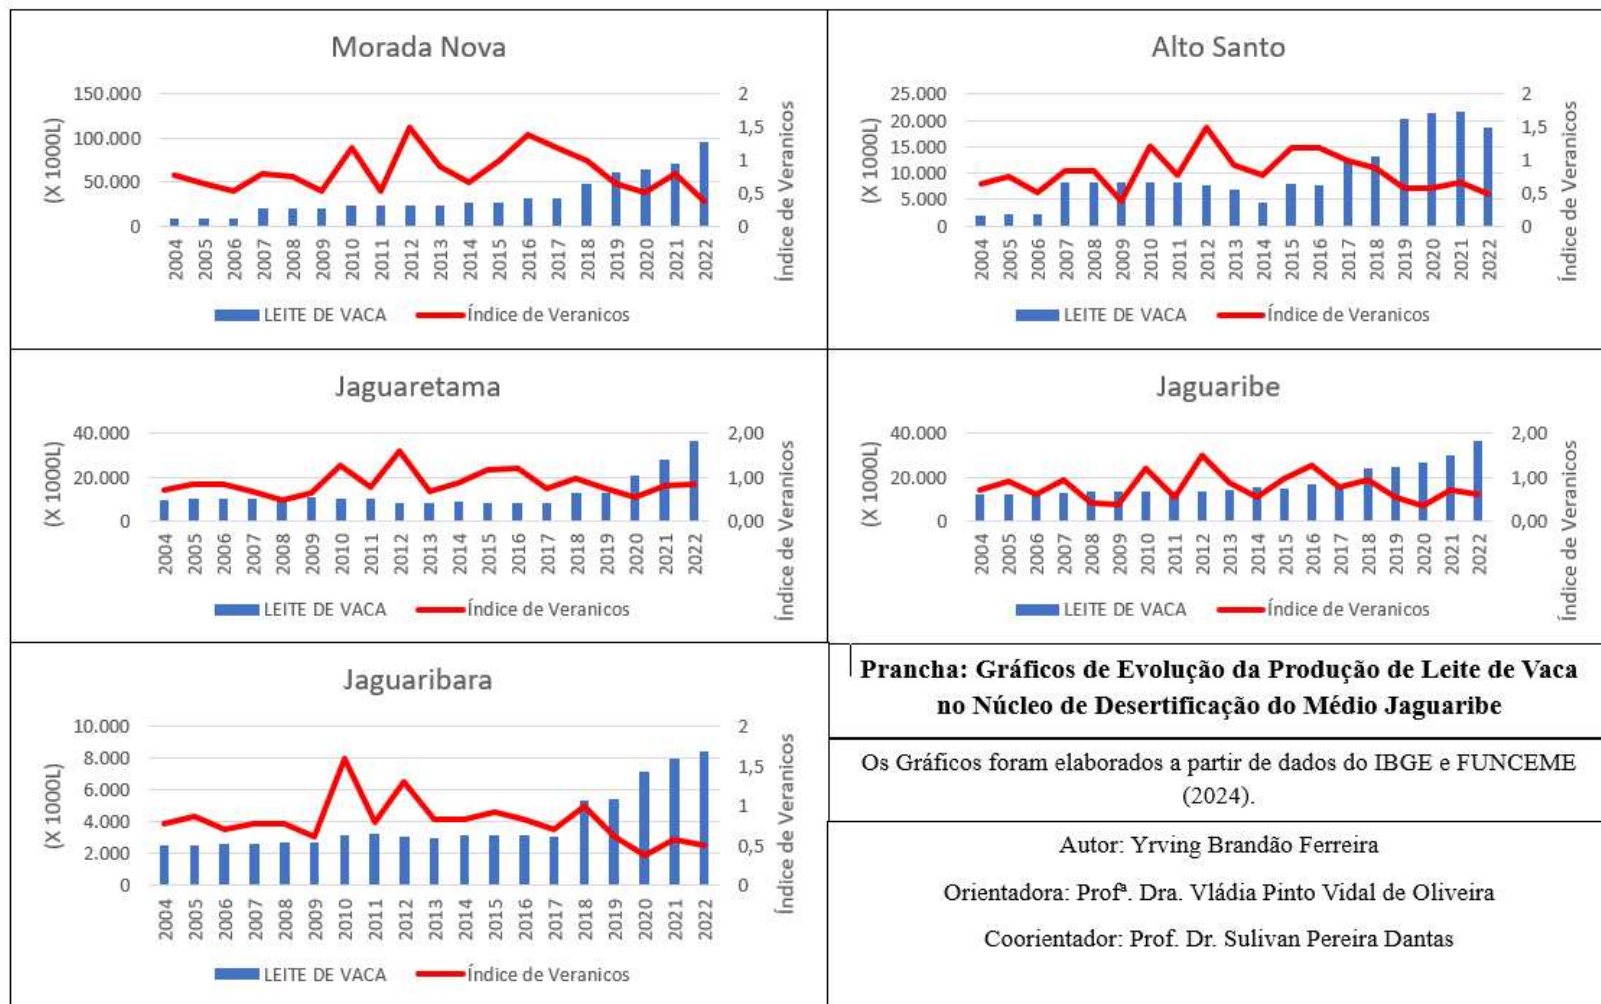 Morada Nova
150.000
100.000
50.000
0
(X 1000L)
2
1,5
1
0,5
0
Índice de Veranicos
2004 2005 2006 2007 2008 2009 2010 2011 2012 2013 2014 2015 2016 2017 2018 2019 2020 2021 2022
LEITE DE VACA Índice de Veranicos
Alto Santo
25.000
20.000
15.000
10.000
5.000
0
(X 1000L)
2
1,5
1
0,5
0
Índice de Veranicos
2004 2005 2006 2007 2008 2009 2010 2011 2012 2013 2014 2015 2016 2017 2018 2019 2020 2021 2022
LEITE DE VACA Índice de Veranicos
Jaguaretama
40.000
20.000
0
(X 1000L)
2,00
1,00
0,00
Índice de Veranicos
2004 2005 2006 2007 2008 2009 2010 2011 2012 2013 2014 2015 2016 2017 2018 2019 2020 2021 2022
LEITE DE VACA Índice de Veranicos
Jaguaribe
40.000
20.000
0
(X 1000L)
2,00
1,00
0,00
Índice de Veranicos
2004 2005 2006 2007 2008 2009 2010 2011 2012 2013 2014 2015 2016 2017 2018 2019 2020 2021 2022
LEITE DE VACA Índice de Veranicos
Jaguaribara
10.000
8.000
6.000
4.000
2.000
0
(X 1000L)
2
1,5
1
0,5
0
Índice de Veranicos
2004 2005 2006 2007 2008 2009 2010 2011 2012 2013 2014 2015 2016 2017 2018 2019 2020 2021 2022
LEITE DE VACA Índice de Veranicos
Prancha: Gráficos de Evolução da Produção de Leite de Vaca
no Núcleo de Desertificação do Médio Jaguaribe
Os Gráficos foram elaborados a partir de dados do IBGE e FUNCEME
(2024).
Autor: Yrving Brandão Ferreira
Orientadora: Profª. Dra. Vládia Pinto Vidal de Oliveira
Coorientador: Prof. Dr. Sulivan Pereira Dantas